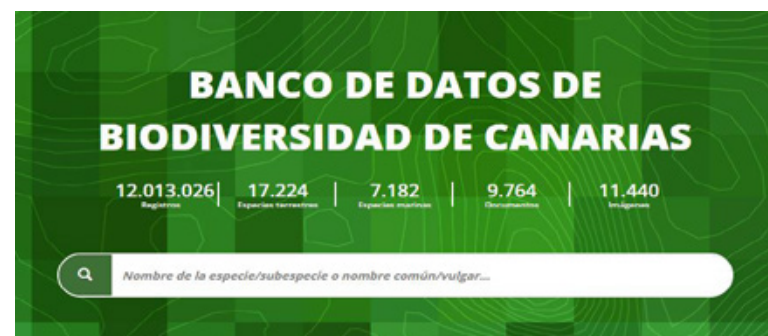 BANCO DE DATOS DE
BIODIVERSIDAD DE CANARIAS
12.013.026 17.224 7.182 9.764 11.440
Registros Especies terrestres Especies marinas Documentos Imágenes
Nombre de la especie/subespecie o nombre común/vulgar...